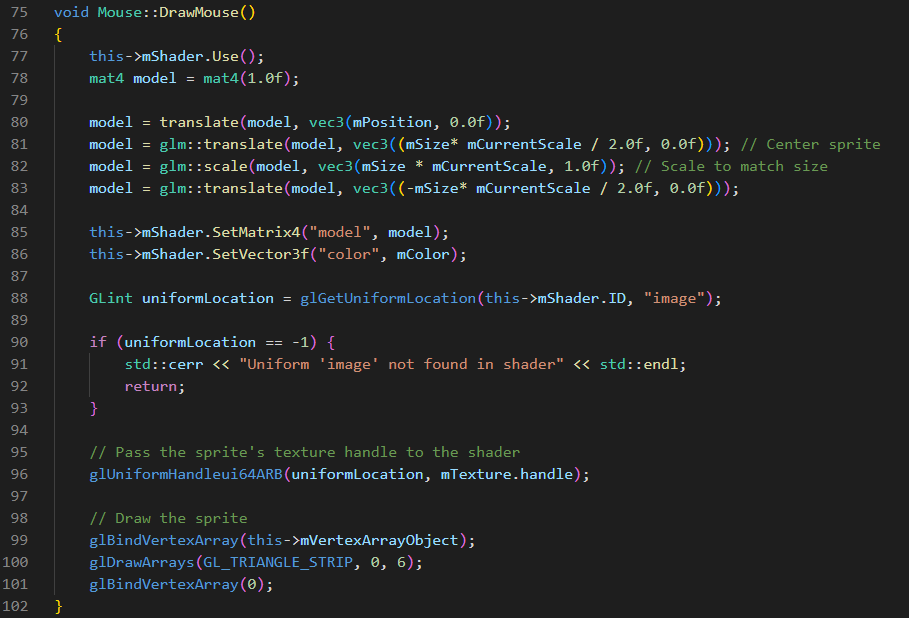 75 void Mouse::DrawMouse()
76 {
77     this->mShader.Use();
78     mat4 model = mat4(1.0f);
79
80     model = translate(model, vec3(mPosition, 0.0f));
81     model = glm::translate(model, vec3((mSize* mCurrentScale / 2.0f, 0.0f))); // Center sprite
82     model = glm::scale(model, vec3(mSize * mCurrentScale, 1.0f)); // Scale to match size
83     model = glm::translate(model, vec3((-mSize* mCurrentScale / 2.0f, 0.0f)));
84
85     this->mShader.SetMatrix4("model", model);
86     this->mShader.SetVector3f("color", mColor);
87
88     GLint uniformLocation = glGetUniformLocation(this->mShader.ID, "image");
89
90     if (uniformLocation == -1) {
91         std::cerr << "Uniform 'image' not found in shader" << std::endl;
92         return;
93     }
94
95     // Pass the sprite's texture handle to the shader
96     glUniformHandleui64ARB(uniformLocation, mTexture.handle);
97
98     // Draw the sprite
99     glBindVertexArray(this->mVertexArrayObject);
100     glDrawArrays(GL_TRIANGLE_STRIP, 0, 6);
101     glBindVertexArray(0);
102 }